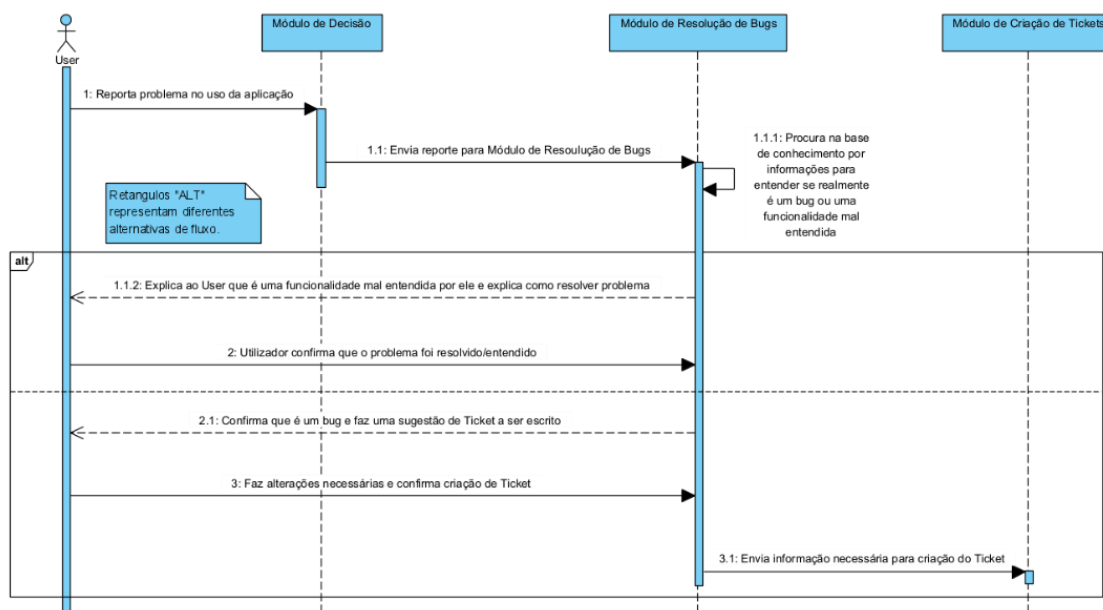 Módulo de Decisão
Módulo de Resolução de Bugs
Módulo de Criação de Tickets
User
1: Reporta problema no uso da aplicação
1.1: Envia reporte para Módulo de Resoulução de Bugs
1.1.1: Procura na base
de conhecimento por
informações para
entender se realmente
é um bug ou uma
funcionalidade mal
entendida
Retangulos "ALT"
representam diferentes
alternativas de fluxo.
alt
1.1.2: Explica ao User que é uma funcionalidade mal entendida por ele e explica como resolver problema
2: Utilizador confirma que o problema foi resolvido/entendido
2.1: Confirma que é um bug e faz uma sugestão de Ticket a ser escrito
3: Faz alterações necessárias e confirma criação de Ticket
3.1: Envia informação necessária para criação do Ticket